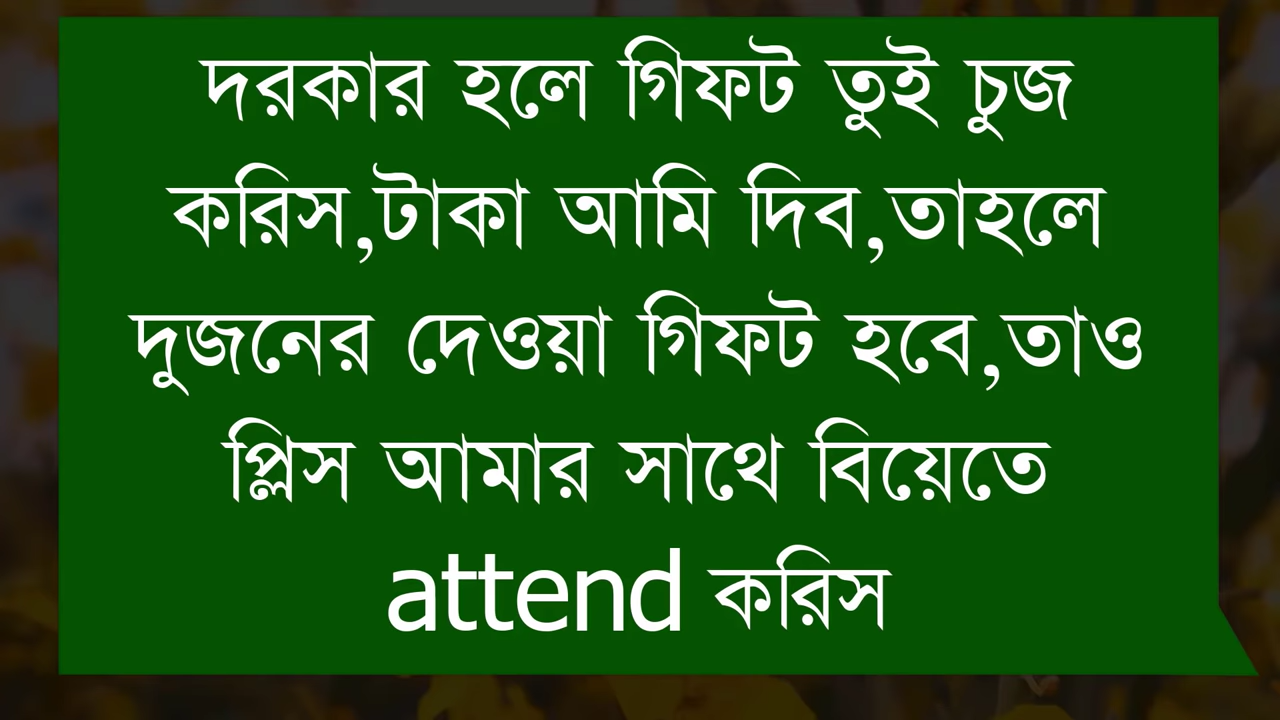 দরকার হলে গিফট তুই চুজ
করিস,টাকা আমি দিব,তাহলে
দুজনের দেওয়া গিফট হবে,তাও
প্লিস আমার সাথে বিয়েতে
attend করিস